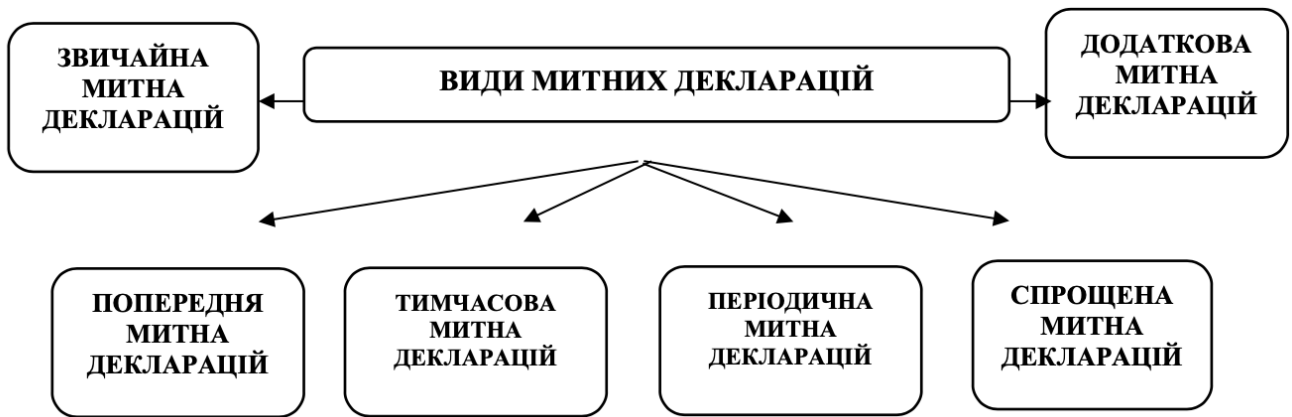 ЗВИЧАЙНА
МИТНА
ДЕКЛАРАЦІЙ
ВИДИ МИТНИХ ДЕКЛАРАЦІЙ
ДОДАТКОВА
МИТНА
ДЕКЛАРАЦІЙ
ПОПЕРЕДНЯ
МИТНА
ДЕКЛАРАЦІЙ
ТИМЧАСОВА
МИТНА
ДЕКЛАРАЦІЙ
ПЕРІОДИЧНА
МИТНА
ДЕКЛАРАЦІЙ
СПРОЩЕНА
МИТНА
ДЕКЛАРАЦІЙ